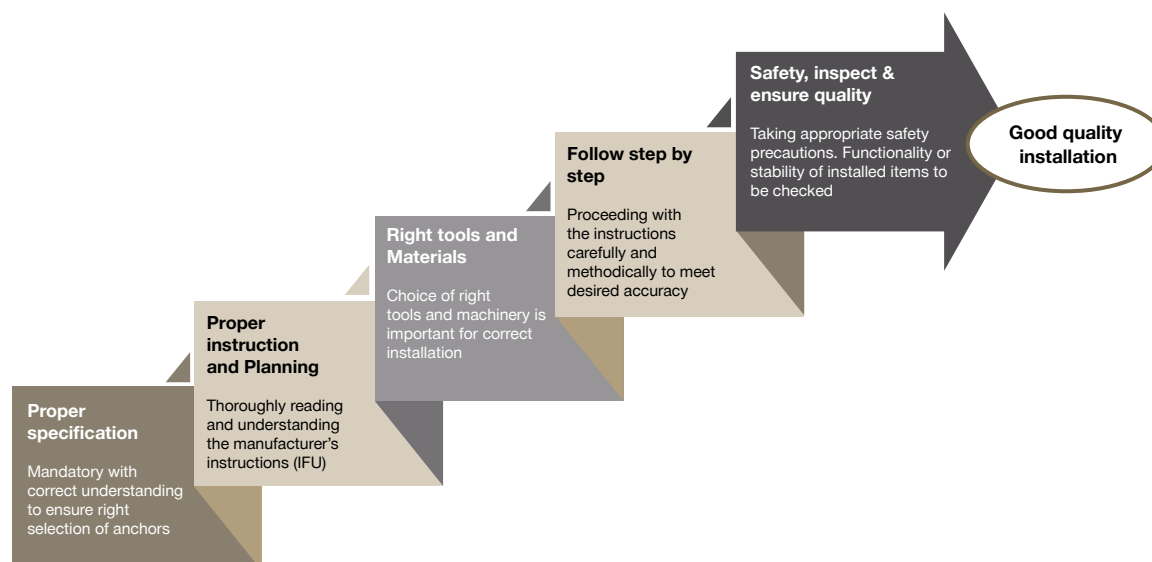 Proper
specification
Mandatory with
correct understanding
to ensure right
selection of anchors
Proper
instruction
and Planning
Thoroughly reading
and understanding
the manufacturer’s
instructions (IFU)
Right tools and
Materials
Choice of right
tools and machinery is
important for correct
installation
Follow step by
step
Proceeding with
the instructions
carefully and
methodically to meet
desired accuracy
Safety, inspect &
ensure quality
Taking appropriate safety
precautions. Functionality or
stability of installed items to
be checked
Good quality
installation